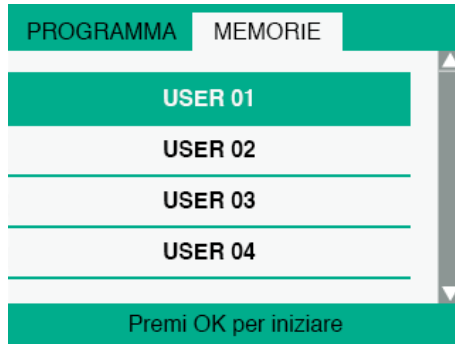 PROGRAMMA MEMORIE
USER 01
USER 02
USER 03
USER 04
Premi OK per iniziare